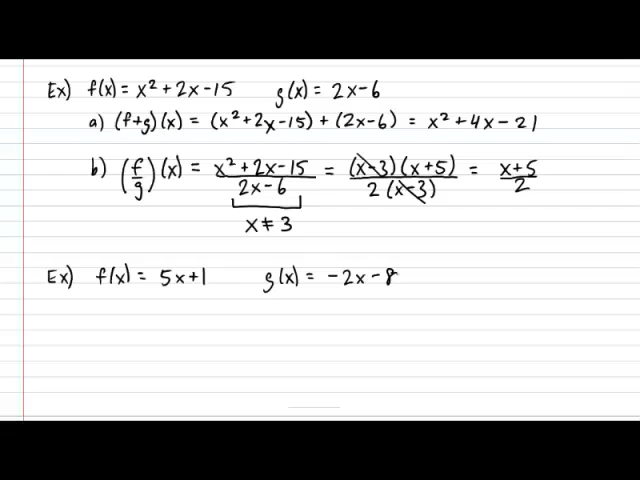 Ex) f(x) = x² + 2x - 15 g(x) = 2x - 6
a) (f+g)(x) = (x² + 2x - 15) + (2x - 6) = x² + 4x - 21
b) (f/g)(x) = (x² + 2x - 15)/(2x - 6) = (x-3)(x+5)/2(x-3) = (x+5)/2
x ≠ 3
Ex) f(x) = 5x + 1 g(x) = -2x - 8